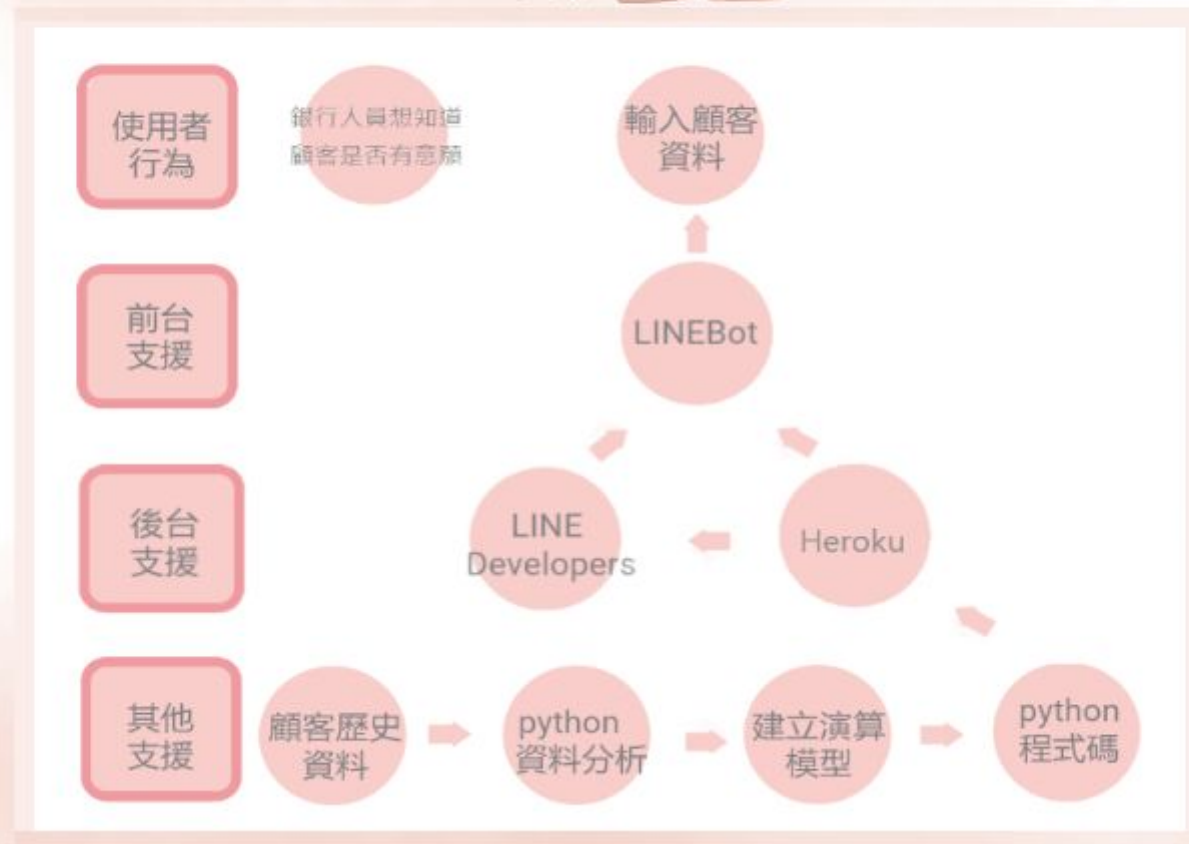 使用者
行為
銀行人員想知道
顧客是否有意願
輸入顧客
資料
前台
支援
LINEBot
後台
支援
LINE
Developers
Heroku
其他
支援
顧客歷史
資料
python
資料分析
建立演算
模型
python
程式碼